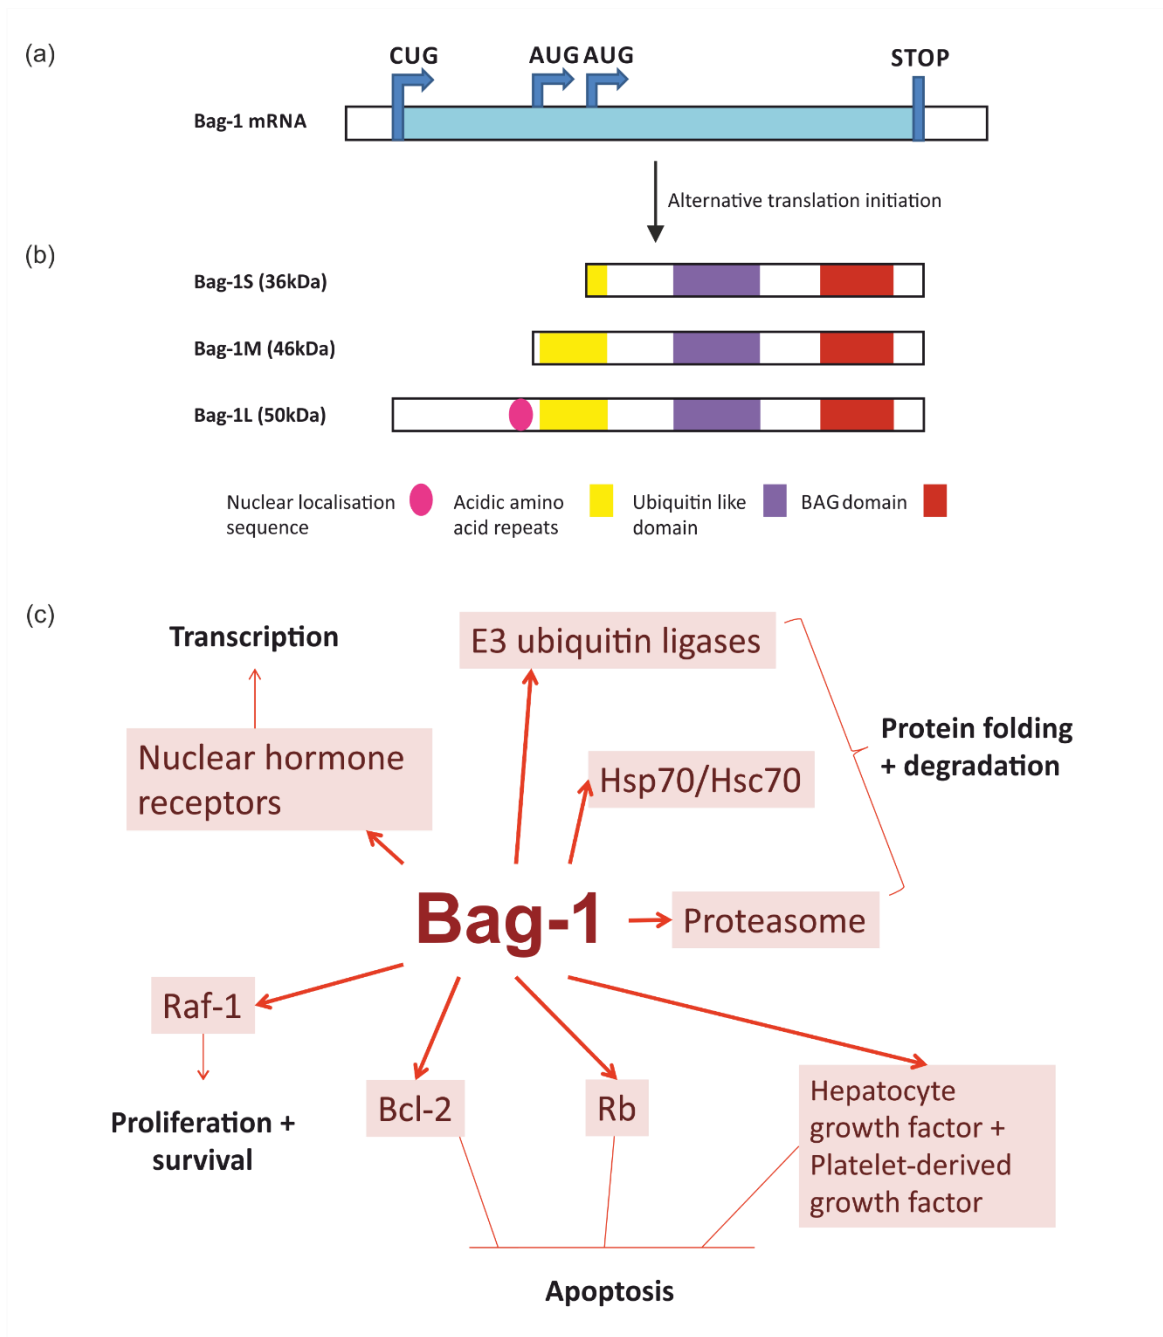 (a)
CUG
AUG
AUG
STOP
Bag-1 mRNA
Alternative translation initiation
(b)
Bag-1S (36kDa)
Bag-1M (46kDa)
Bag-1L (50kDa)
Nuclear localisation
sequence
Acidic amino
acid repeats
Ubiquitin like
domain
BAG domain
(c)
Transcription
E3 ubiquitin ligases
Nuclear hormone
receptors
Hsp70/Hsc70
Protein folding
+ degradation
Bag-1
Proteasome
Raf-1
Proliferation +
survival
Bcl-2
Rb
Hepatocyte
growth factor +
Platelet-derived
growth factor
Apoptosis